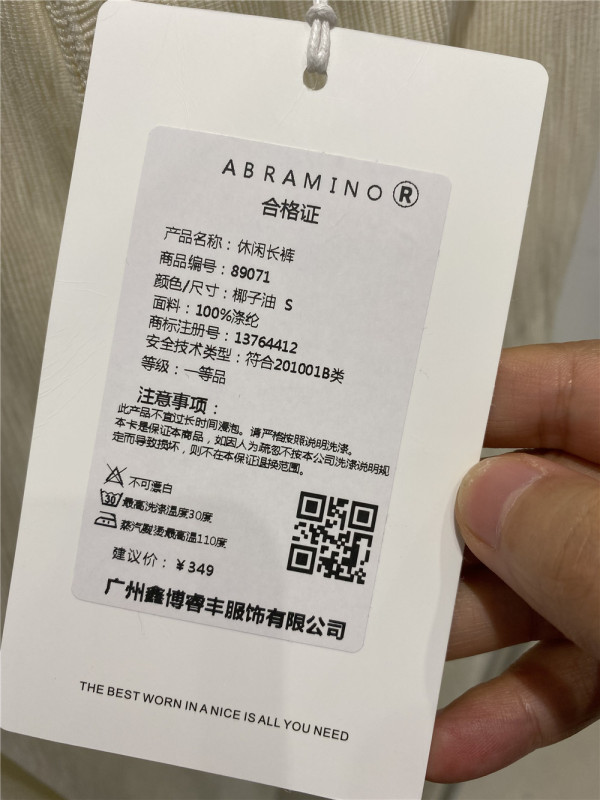 ABRAMINO®
合格证
产品名称：休闲长裤
商品编号：89071
颜色/尺寸：椰子油 S
面料：100%涤纶
商标注册号：13764412
安全技术类型：符合201001B类
等级：一等品
注意事项：
此产品不宜过长时间浸泡。请严格按照说明洗涤。
本卡是保证本商品，如因人为疏忽不按本公司洗涤说明规
定而导致损坏，则不在本保证退换范围。
不可漂白
30 最高洗涤温度30度
蒸汽熨烫最高温110度
建议价：¥349
广州鑫博睿丰服饰有限公司
THE BEST WORN IN A NICE IS ALL YOU NEED